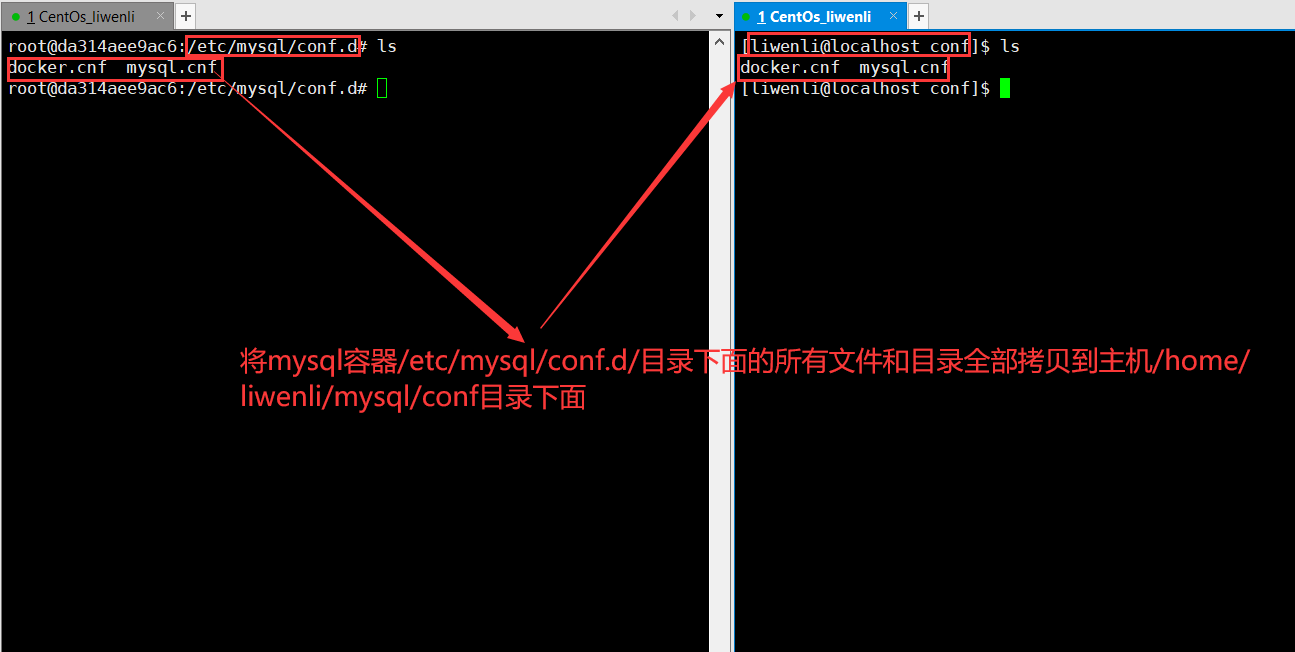 1 CentOs_liwenli × +
root@da314aee9ac6:/etc/mysql/conf.d# ls
docker.cnf mysql.cnf
root@da314aee9ac6:/etc/mysql/conf.d#
1 CentOs_liwenli × +
[liwenli@localhost conf]$ ls
docker.cnf mysql.cnf
[liwenli@localhost conf]$
将mysql容器/etc/mysql/conf.d/目录下面的所有文件和目录全部拷贝到主机/home/
liwenli/mysql/conf目录下面